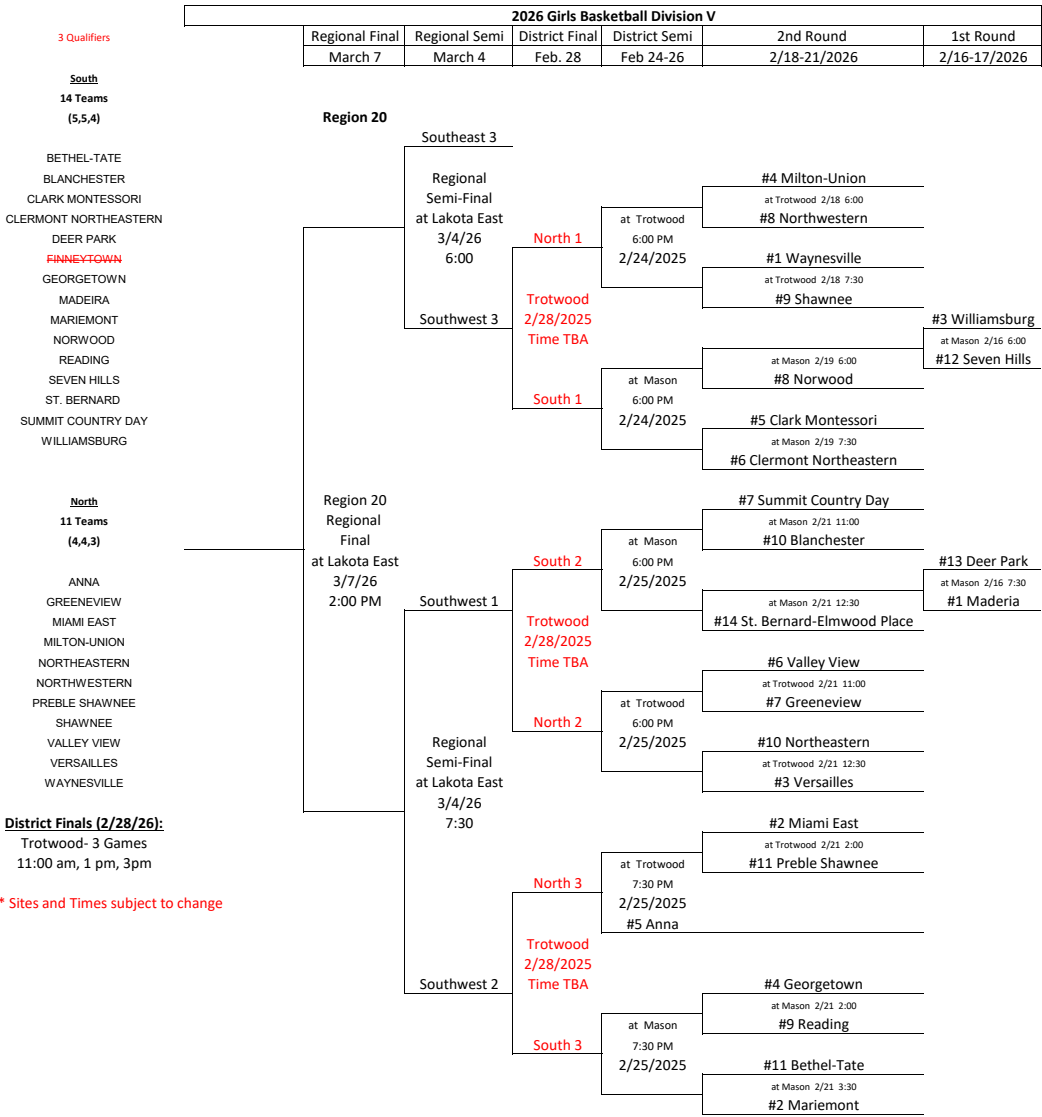 2026 Girls Basketball Division V
3 Qualifiers
Regional Final Regional Semi District Final District Semi 2nd Round 1st Round
March 7 March 4 Feb. 28 Feb 24-26 2/18-21/2026 2/16-17/2026
South
14 Teams
(5,5,4)
BETHEL-TATE
BLANCHESTER
CLARK MONTESSORI
CLERMONT NORTHEASTERN
DEER PARK
FINNEYTOWN
GEORGETOWN
MADEIRA
MARIEMONT
NORWOOD
READING
SEVEN HILLS
ST. BERNARD
SUMMIT COUNTRY DAY
WILLIAMSBURG
North
11 Teams
(4,4,3)
ANNA
GREENEVIEW
MIAMI EAST
MILTON-UNION
NORTHEASTERN
NORTHWESTERN
PREBLE SHAWNEE
SHAWNEE
VALLEY VIEW
VERSAILLES
WAYNESVILLE
District Finals (2/28/26):
Trotwood- 3 Games
11:00 am, 1 pm, 3pm
* Sites and Times subject to change
Region 20
Region 20
Regional
Final
at Lakota East
3/7/26
2:00 PM
Southeast 3
Regional
Semi-Final
at Lakota East
3/4/26
6:00
Southwest 3
Southwest 1
Regional
Semi-Final
at Lakota East
3/4/26
7:30
Southwest 2
North 1
Trotwood
2/28/2025
Time TBA
South 1
South 2
Trotwood
2/28/2025
Time TBA
North 2
North 3
Trotwood
2/28/2025
Time TBA
South 3
at Trotwood
6:00 PM
2/24/2025
at Mason
6:00 PM
2/24/2025
at Mason
6:00 PM
2/25/2025
at Trotwood
6:00 PM
2/25/2025
at Trotwood
7:30 PM
2/25/2025
#5 Anna
at Mason
7:30 PM
2/25/2025
#4 Milton-Union
at Trotwood 2/18 6:00
#8 Northwestern
#1 Waynesville
at Trotwood 2/18 7:30
#9 Shawnee
at Mason 2/19 6:00
#8 Norwood
#5 Clark Montessori
at Mason 2/19 7:30
#6 Clermont Northeastern
#7 Summit Country Day
at Mason 2/21 11:00
#10 Blanchester
at Mason 2/21 12:30
#14 St. Bernard-Elmwood Place
#6 Valley View
at Trotwood 2/21 11:00
#7 Greeneview
#10 Northeastern
at Trotwood 2/21 12:30
#3 Versailles
#2 Miami East
at Trotwood 2/21 2:00
#11 Preble Shawnee
#4 Georgetown
at Mason 2/21 2:00
#9 Reading
#11 Bethel-Tate
at Mason 2/21 3:30
#2 Mariemont
#3 Williamsburg
at Mason 2/16 6:00
#12 Seven Hills
#13 Deer Park
at Mason 2/16 7:30
#1 Maderia